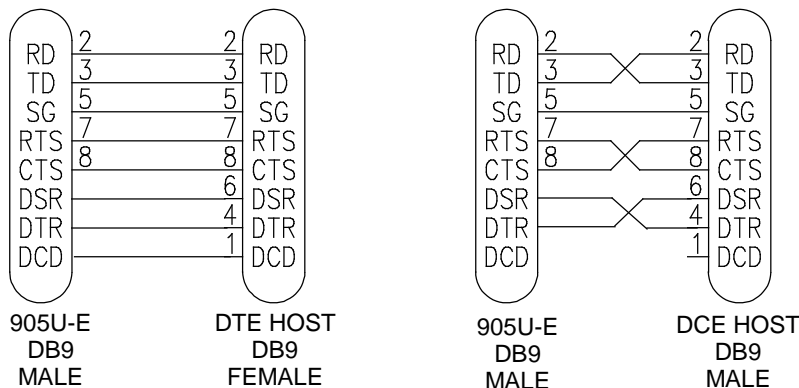 2 2
RD RD
3 3
TD TD
5 5
SG SG
7 7
RTS RTS
8 8
CTS CTS
6
DSR DSR
4
DTR DTR
1
DCD DCD
905U-E DTE HOST
DB9 DB9
MALE FEMALE
2 2
RD RD
3 3
TD TD
5 5
SG SG
7 7
RTS RTS
8 8
CTS CTS
6
DSR DSR
4
DTR DTR
1
DCD DCD
905U-E DCE HOST
DB9 DB9
MALE MALE